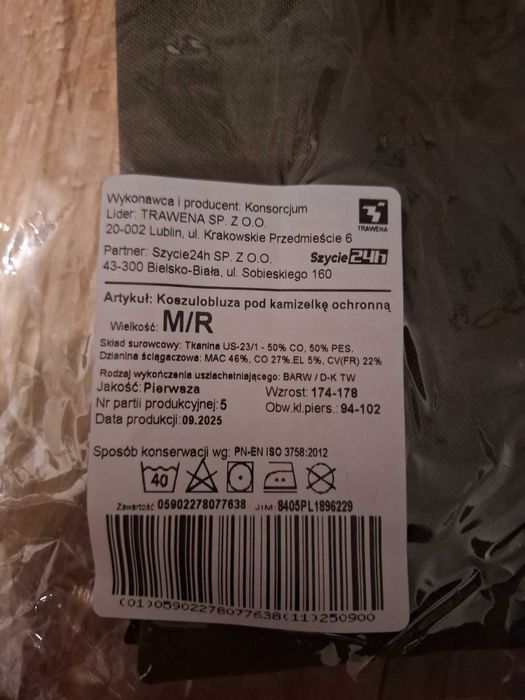 Wykonawca i producent: Konsorcjum
Lider: TRAWENA SP. Z O.O.
20-002 Lublin, ul. Krakowskie Przedmieście 6
TRAWENA
Partner: Szycie24h SP. Z O.O.
43-300 Bielsko-Biała, ul. Sobieskiego 160
Szycie24h
Artykuł: Koszulobluza pod kamizelkę ochronną
Wielkość: M/R
Skład surowcowy: Tkanina US-23/1 - 50% CO, 50% PES,
Dzianina ściągaczowa: MAC 46%, CO 27%,EL 5%, CV(FR) 22%
Rodzaj wykończenia uszlachetniającego: BARW / D-K TW
Jakość: Pierwsza
Wzrost: 174-178
Nr partii produkcyjnej: 5
Obw.kl.piers.: 94-102
Data produkcji: 09.2025
Sposób konserwacji wg: PN-EN ISO 3758:2012
40
Zawartość 05902278077638 JIM: 8405PL1896229
(01)05902278077638(11)250900